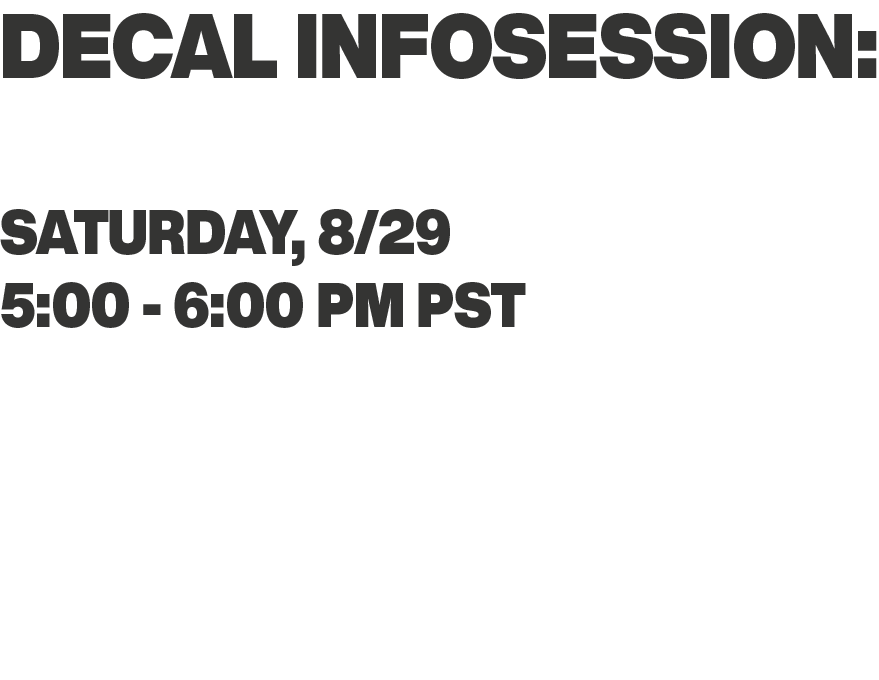 DECAL INFOSESSION:
SATURDAY, 8/29
5:00 - 6:00 PM PST